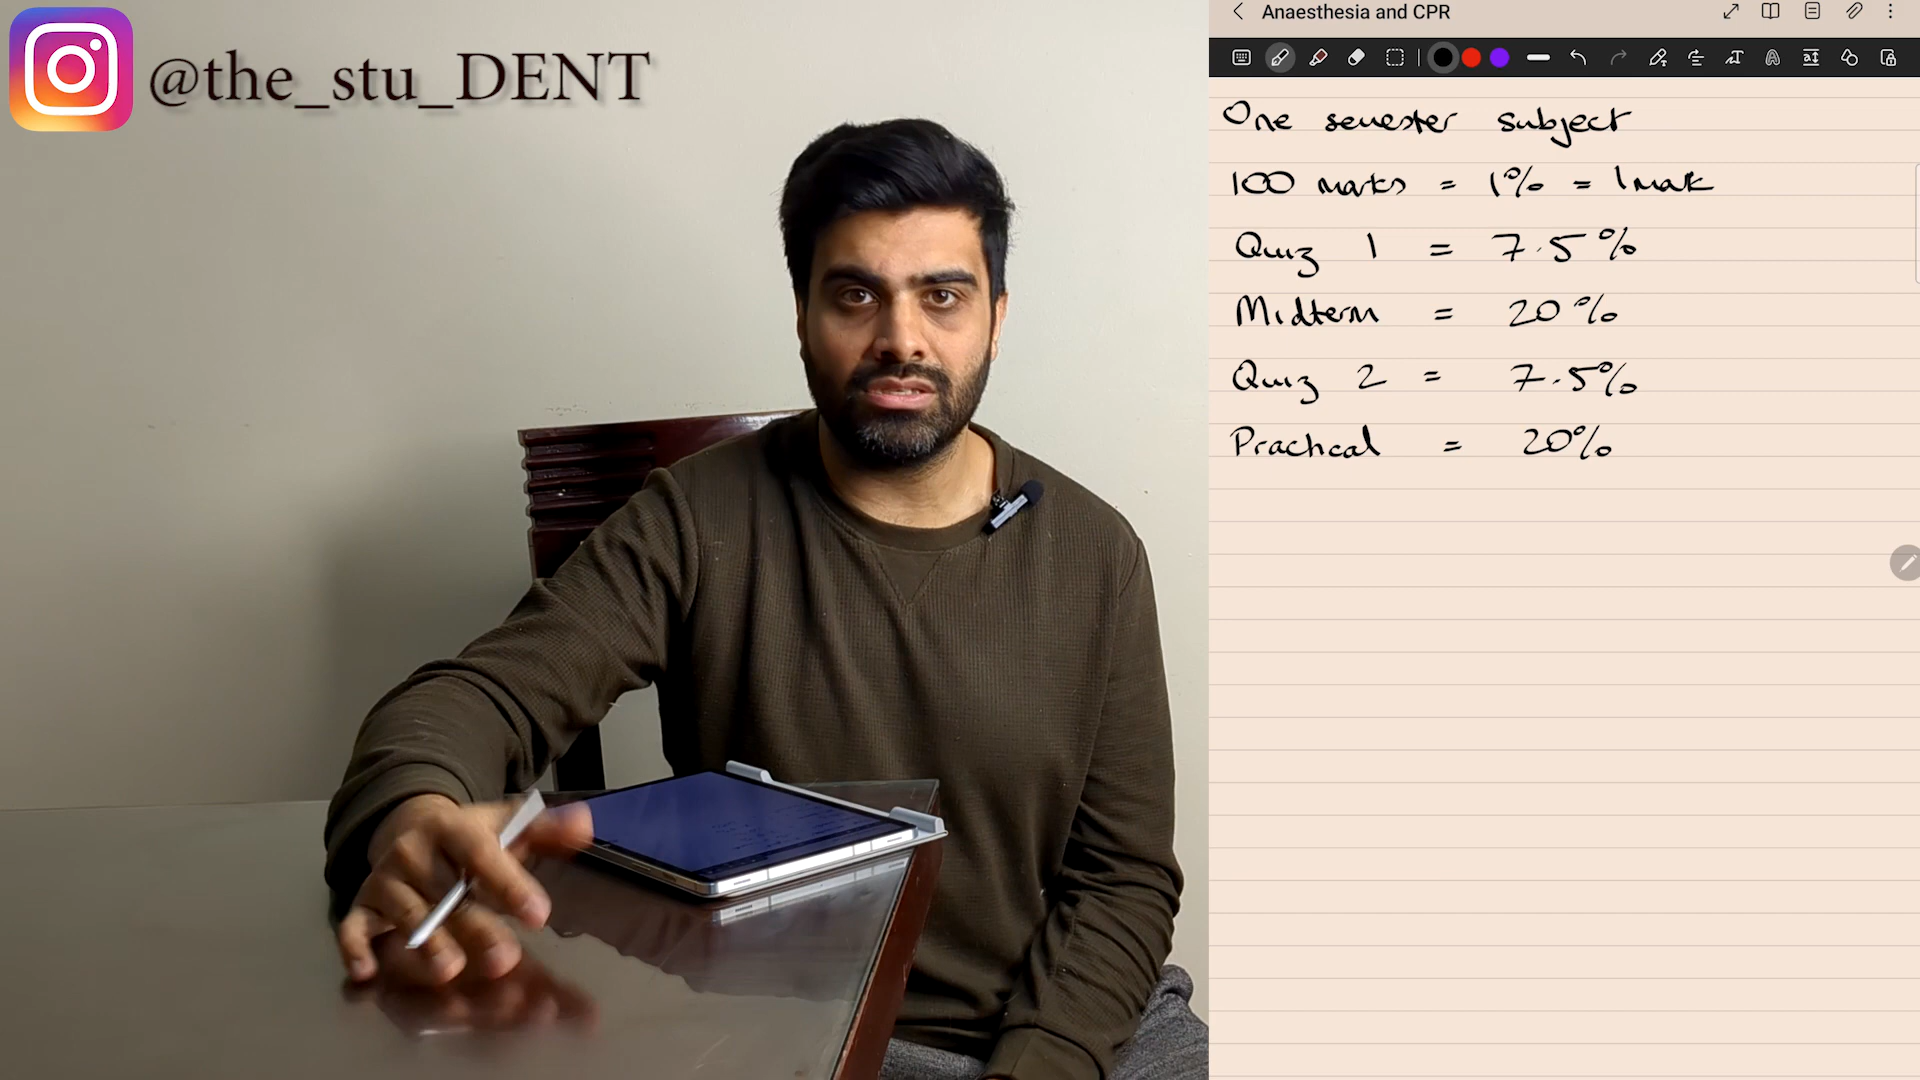 @the_stu_DENT
Anaesthesia and CPR
One semester subject
100 marks = 1% = 1 mark
Quiz 1 = 7.5%
Midterm = 20%
Quiz 2 = 7.5%
Practical = 20%